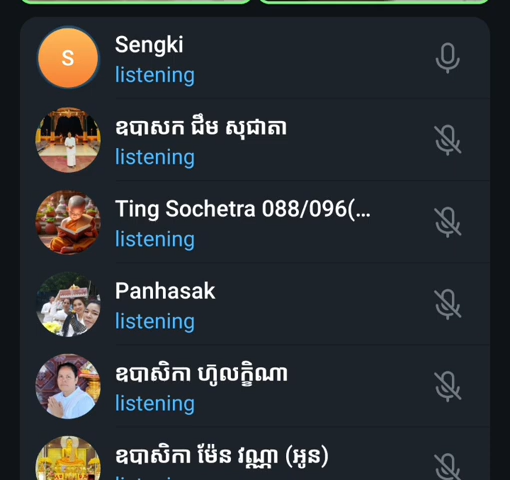 S
Sengki
listening
ឧបាសក ជឹម សុជាតា
listening
Ting Sochetra 088/096(...
listening
Panhasak
listening
ឧបាសិកា ហ៊ូលក្ខិណា
listening
ឧបាសិកា ម៉ែន វណ្ណា (អូន)
listening